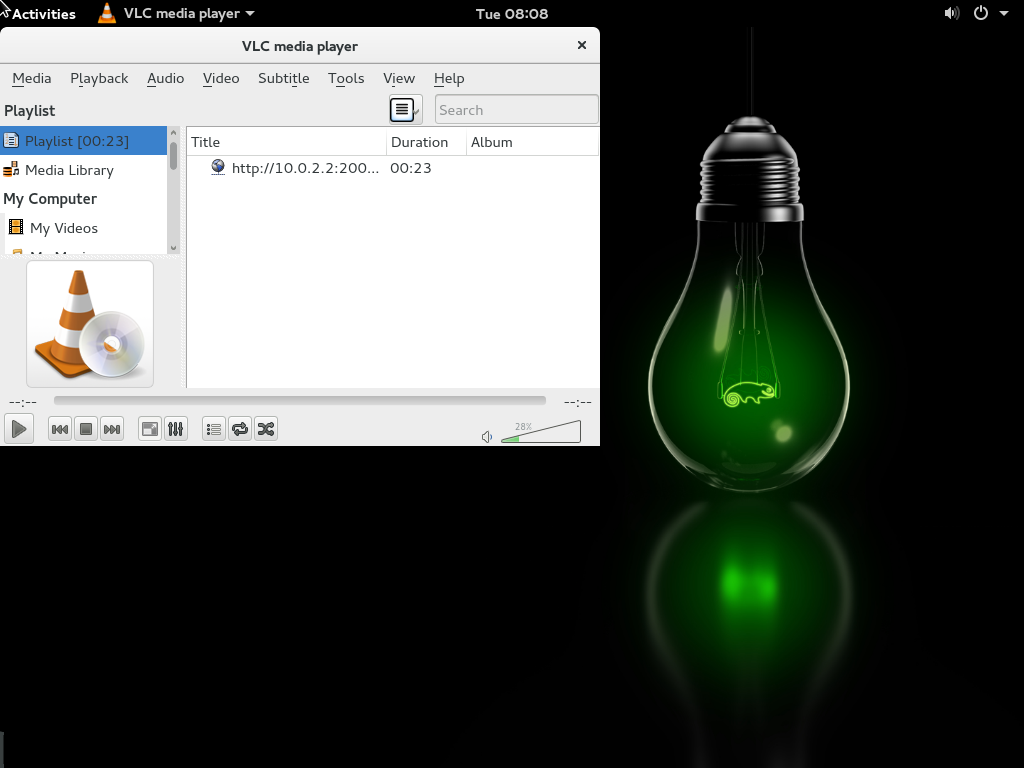 Activities VLC media player Tue 08:08
VLC media player
Media Playback Audio Video Subtitle Tools View Help
Playlist Search
Playlist [00:23]
Media Library
My Computer
My Videos
Title Duration Album
http://10.0.2.2:200... 00:23
--:-- --:--
28%